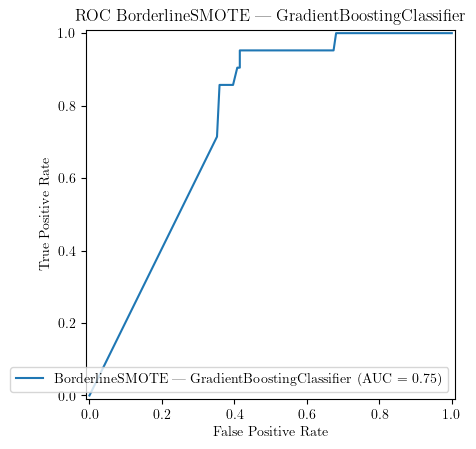 ROC BorderlineSMOTE — GradientBoostingClassifier
True Positive Rate
1.0
0.8
0.6
0.4
0.2
0.0
BorderlineSMOTE — GradientBoostingClassifier (AUC = 0.75)
0.0 0.2 0.4 0.6 0.8 1.0
False Positive Rate